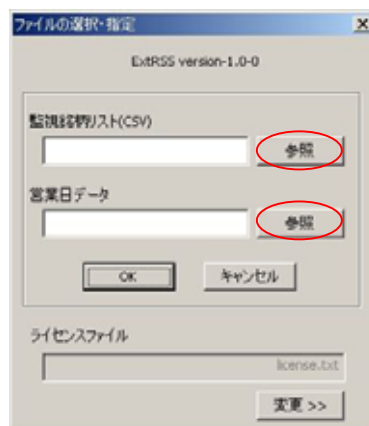 ファイルの選択・指定
ExtRSS version-1.0-0
監視銘柄リスト(CSV)
参照
営業日データ
参照
OK
キャンセル
ライセンスファイル
license.txt
変更 >>